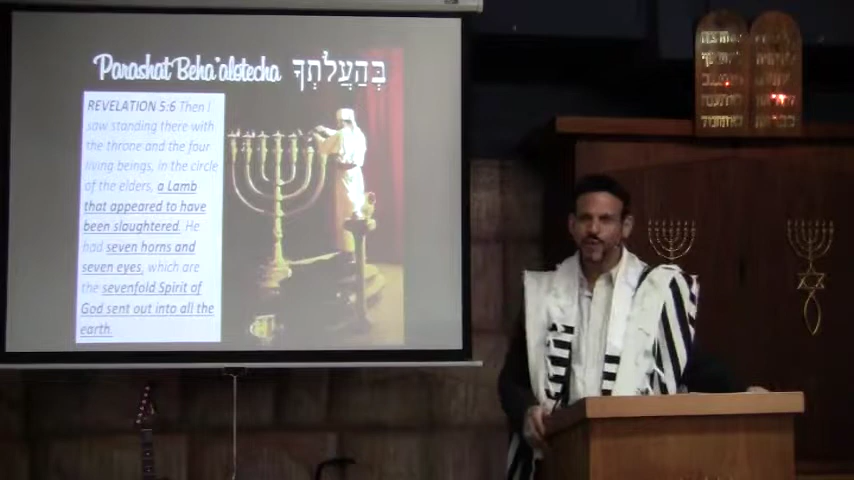 Parashat Beha'alotecha בְּהַעֲלֹתְךָ
REVELATION 5:6 Then I
saw standing there with
the throne and the four
living beings, in the circle
of the elders, a Lamb
that appeared to have
been slaughtered. He
had seven horns and
seven eyes, which are
the sevenfold Spirit of
God sent out into all the
earth.